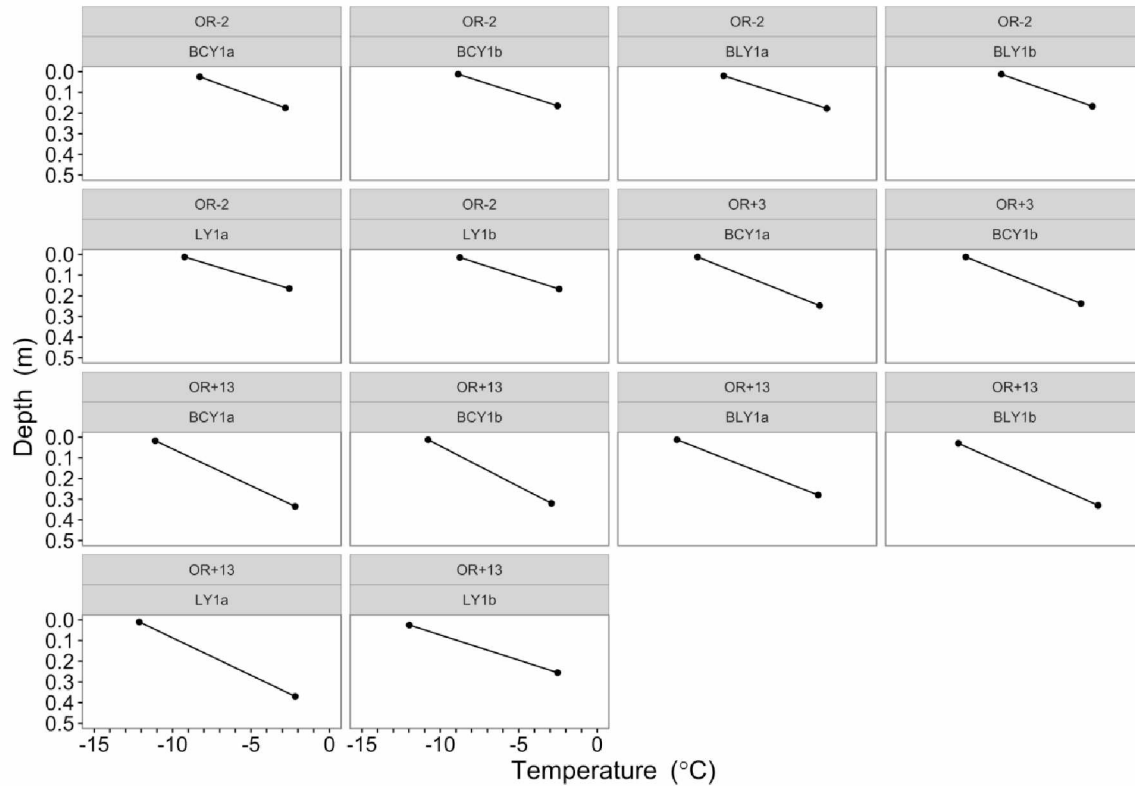 OR-2 OR-2 OR-2 OR-2
BCY1a BCY1b BLY1a BLY1b
0.0
0.1
0.2
0.3
0.4
0.5
OR-2 OR-2 OR+3 OR+3
LY1a LY1b BCY1a BCY1b
0.0
0.1
0.2
0.3
0.4
0.5
Depth (m)
OR+13 OR+13 OR+13 OR+13
BCY1a BCY1b BLY1a BLY1b
0.0
0.1
0.2
0.3
0.4
0.5
OR+13 OR+13
LY1a LY1b
0.0
0.1
0.2
0.3
0.4
0.5
-15 -10 -5 0 -15 -10 -5 0
Temperature (°C)